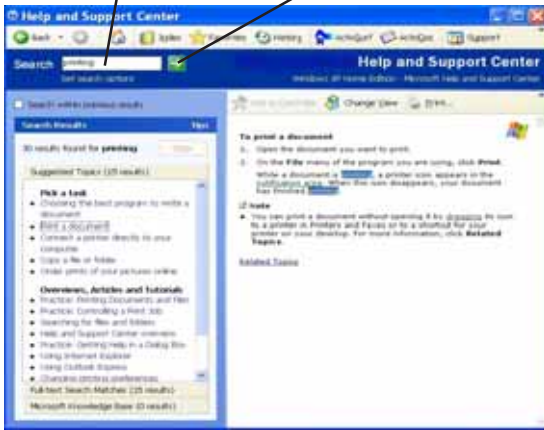 Help and Support Center
Back
Index
Favorites
History
Support
Search
printing
Set search options
Help and Support Center
Windows XP Home Edition - Microsoft Help and Support Center
Search within previous results
Change View
Print...
Search Results
Tips
30 results found for printing
Suggested Topics (15 results)
Pick a task
Choosing the best program to write a
document
Print a document
Connect a printer directly to your
computer
Copy a file or folder
Order prints of your pictures online
Overviews, Articles and Tutorials
Practice: Printing Documents and Files
Practice: Controlling a Print Job
Searching for files and folders
Help and Support Center overview
Practice: Getting Help in a Dialog Box
Using Internet Explorer
Using Outlook Express
Changing printing preferences
Full-text Search Matches (15 results)
Microsoft Knowledge Base (0 results)
To print a document
1. Open the document you want to print.
2. On the File menu of the program you are using, click Print.
While a document is printing, a printer icon appears in the
notification area. When this icon disappears, your document
has finished printing.
Note
You can print a document without opening it by dragging its icon
to a printer in Printers and Faxes or to a shortcut for your
printer on your desktop. For more information, click Related
Topics.
Related Topics